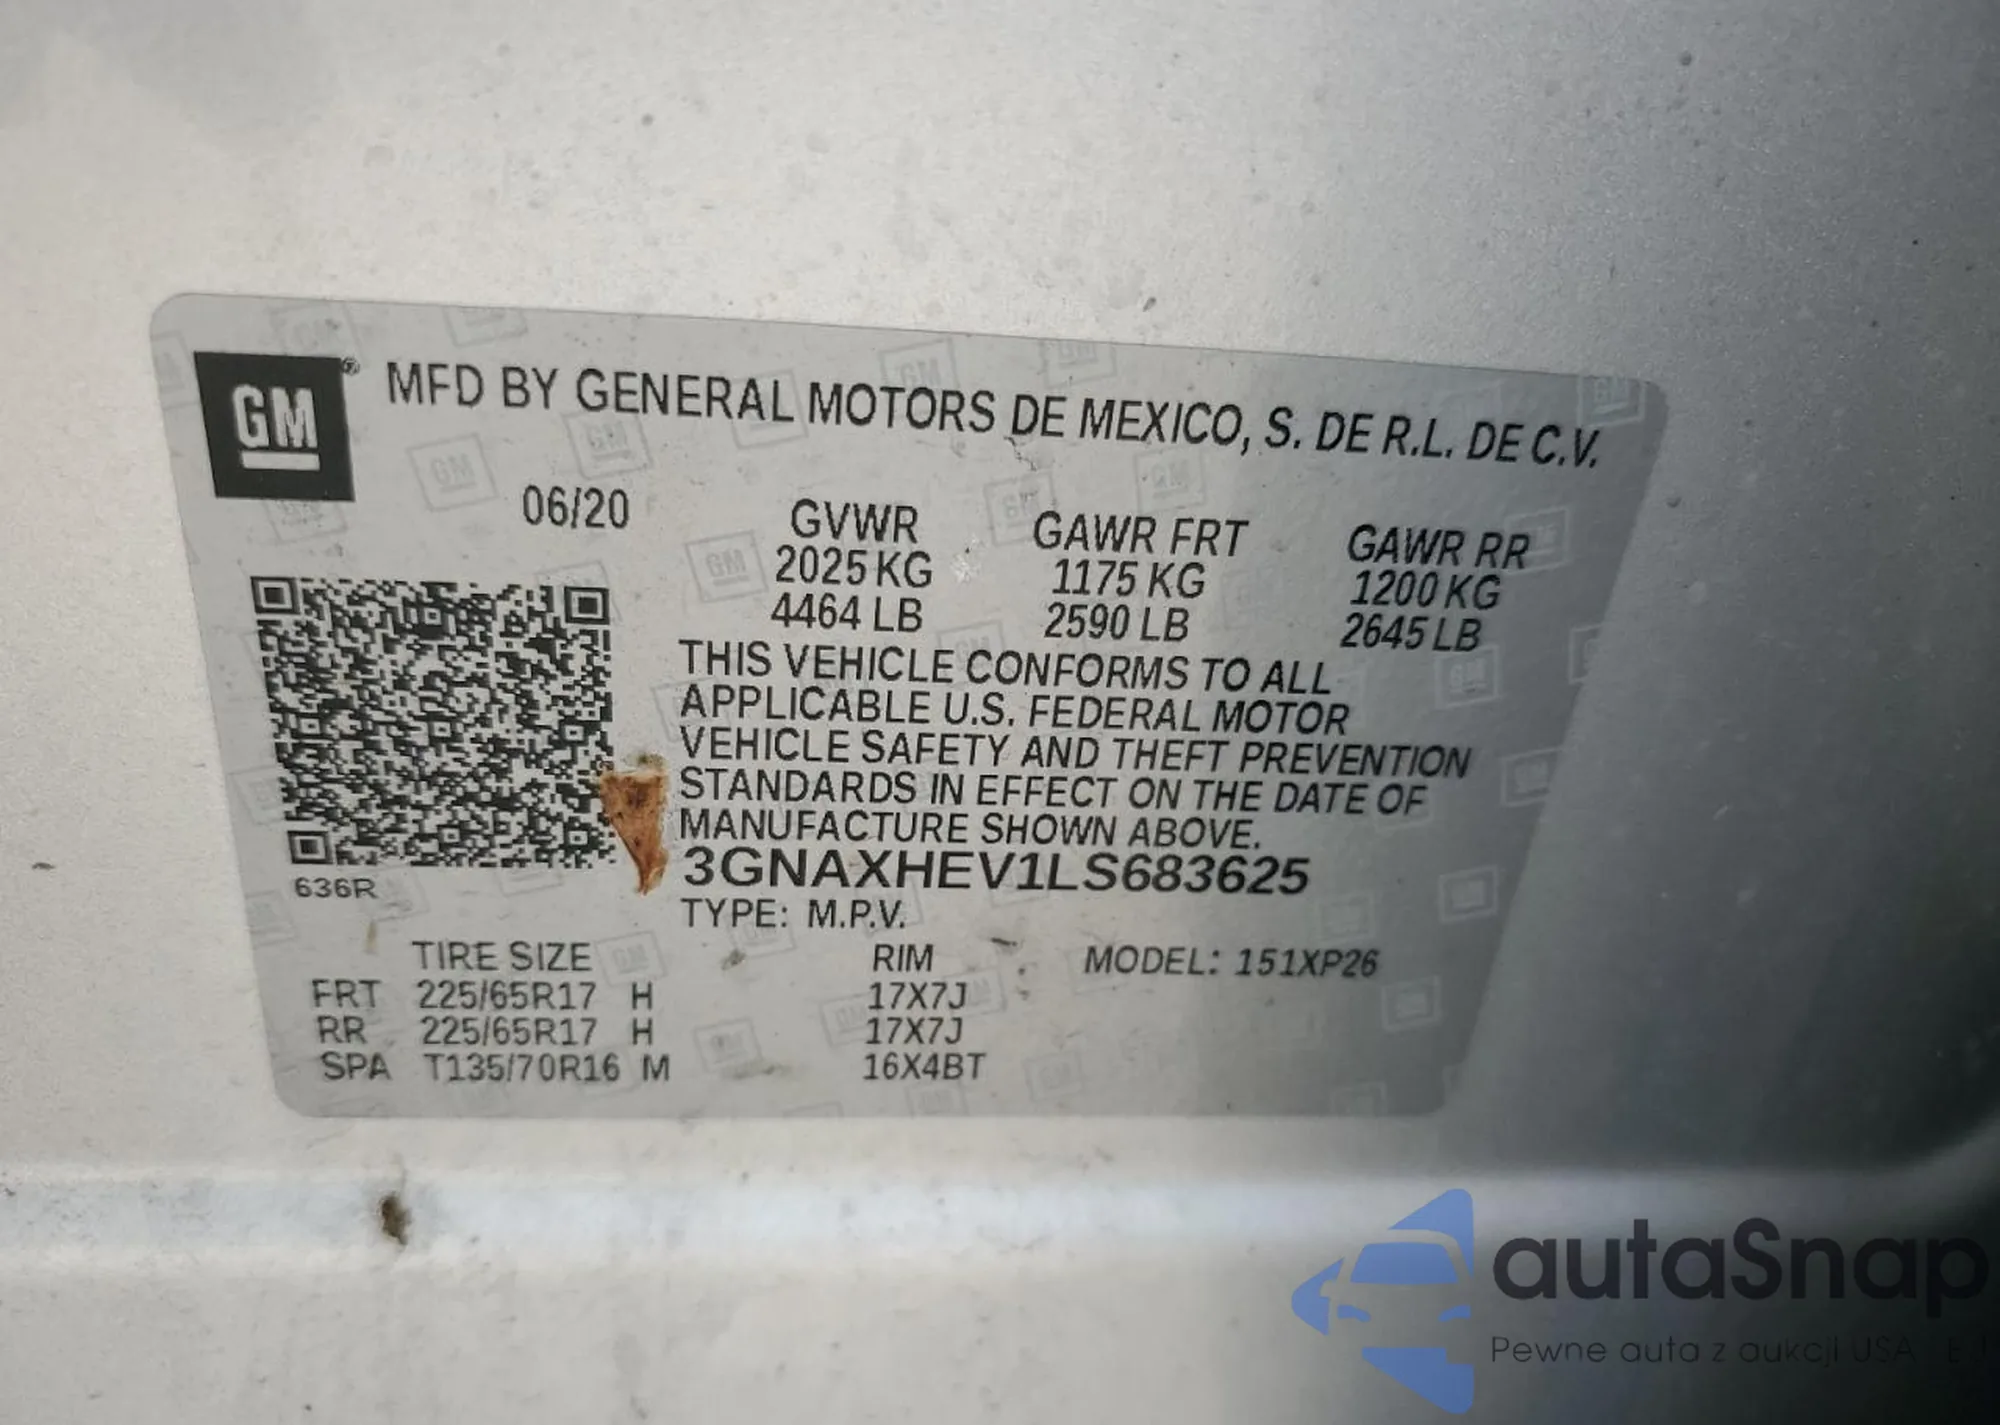 GM® MFD BY GENERAL MOTORS DE MEXICO, S. DE R.L. DE C.V.
06/20 GVWR GAWR FRT GAWR RR
2025 KG 1175 KG 1200 KG
4464 LB 2590 LB 2645 LB
THIS VEHICLE CONFORMS TO ALL
APPLICABLE U.S. FEDERAL MOTOR
VEHICLE SAFETY AND THEFT PREVENTION
STANDARDS IN EFFECT ON THE DATE OF
MANUFACTURE SHOWN ABOVE.
3GNAXHEV1LS683625
636R
TYPE: M.P.V.
TIRE SIZE RIM MODEL: 151XP26
FRT 225/65R17 H 17X7J
RR 225/65R17 H 17X7J
SPA T135/70R16 M 16X4BT
autaSnap
Pewne auta z aukcji USA